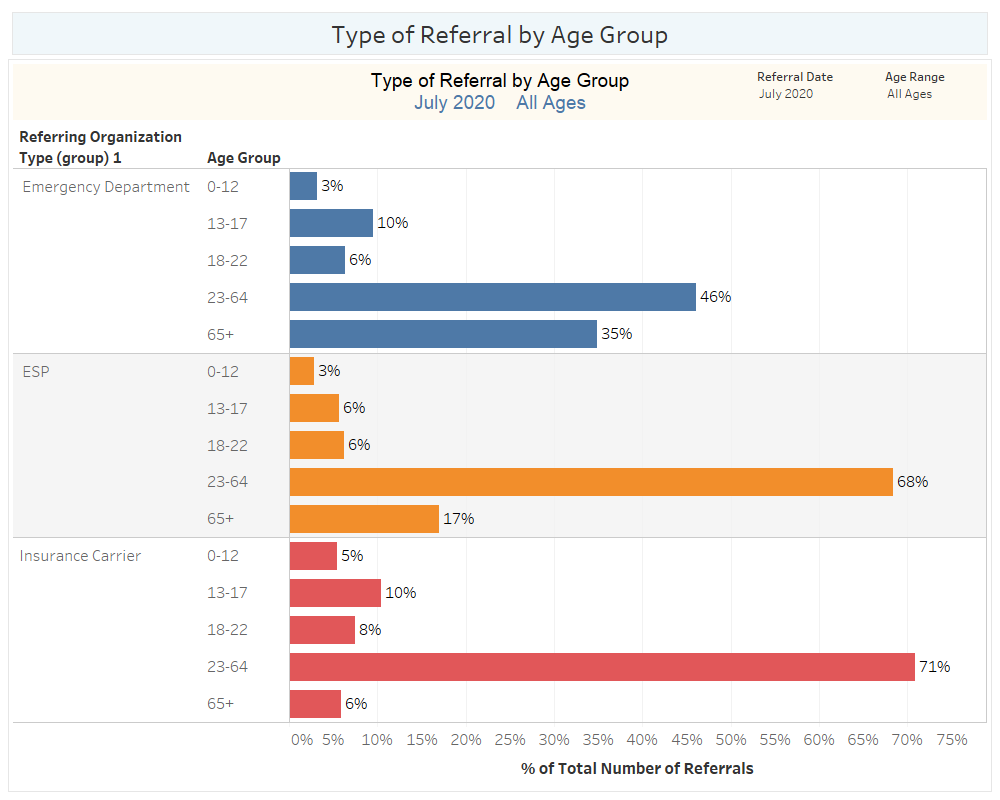 Type of Referral by Age Group
Type of Referral by Age Group
July 2020 All Ages
Referral Date
July 2020
Age Range
All Ages
Referring Organization
Type (group) 1 Age Group
Emergency Department 0-12 3%
13-17 10%
18-22 6%
23-64 46%
65+ 35%
ESP 0-12 3%
13-17 6%
18-22 6%
23-64 68%
65+ 17%
Insurance Carrier 0-12 5%
13-17 10%
18-22 8%
23-64 71%
65+ 6%
0% 5% 10% 15% 20% 25% 30% 35% 40% 45% 50% 55% 60% 65% 70% 75%
% of Total Number of Referrals